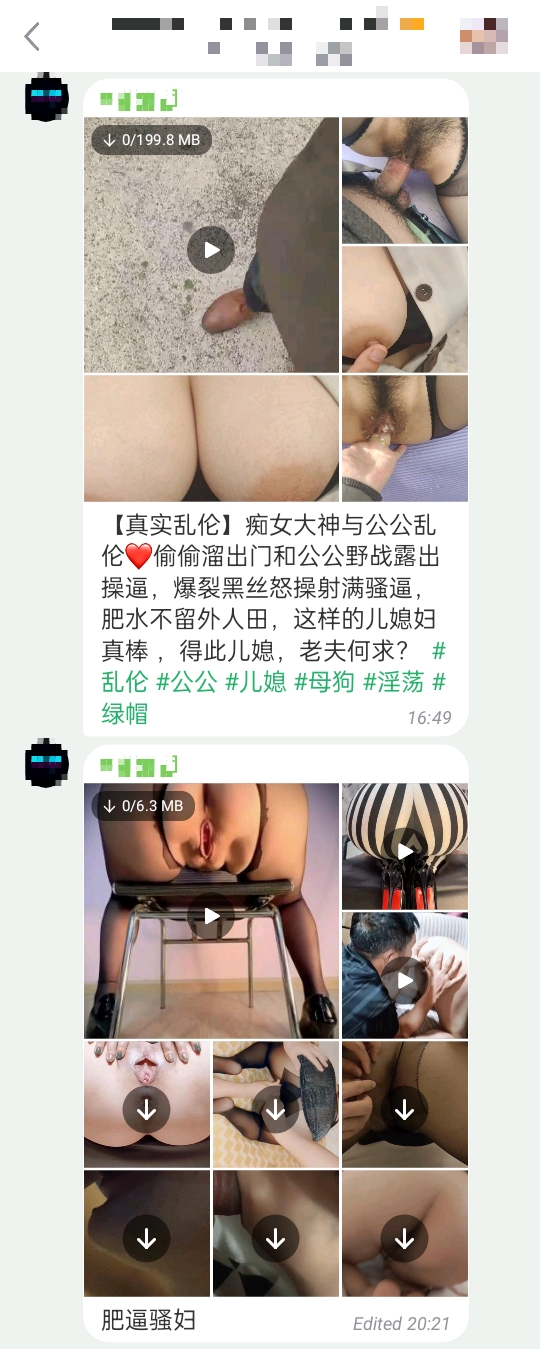 0/199.8 MB
【真实乱伦】痴女大神与公公乱
伦❤️偷偷溜出门和公公野战露出
操逼，爆裂黑丝怒操射满骚逼，
肥水不留外人田，这样的儿媳妇
真棒 ，得此儿媳，老夫何求？ #
乱伦 #公公 #儿媳 #母狗 #淫荡 #
绿帽
16:49
0/6.3 MB
肥逼骚妇
Edited 20:21